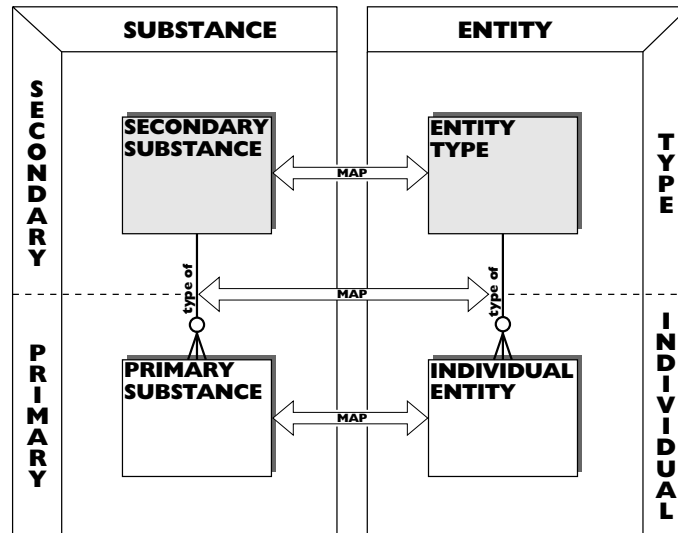 SUBSTANCE
ENTITY
SECONDARY
SECONDARY
SUBSTANCE
ENTITY
TYPE
TYPE
MAP
type of
MAP
type of
PRIMARY
PRIMARY
SUBSTANCE
INDIVIDUAL
ENTITY
INDIVIDUAL
MAP